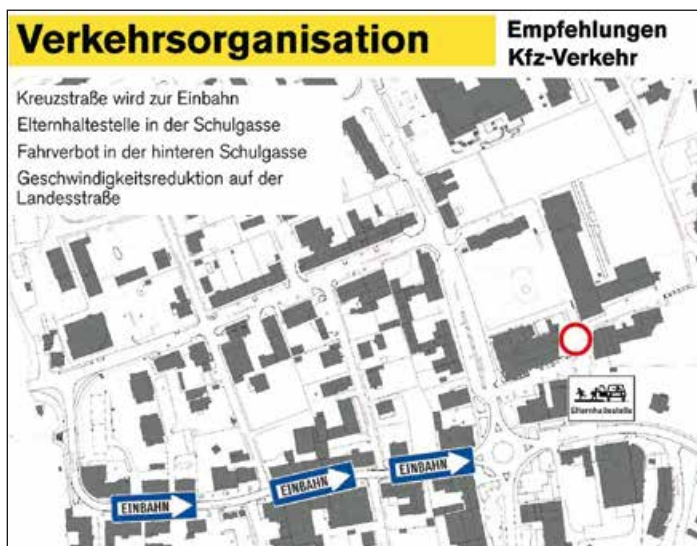 Verkehrsorganisation
Empfehlungen
Kfz-Verkehr
Kreuzstraße wird zur Einbahn
Elternhaltestelle in der Schulgasse
Fahrverbot in der hinteren Schulgasse
Geschwindigkeitsreduktion auf der
Landesstraße
Elternhaltestelle
EINBAHN
EINBAHN
EINBAHN